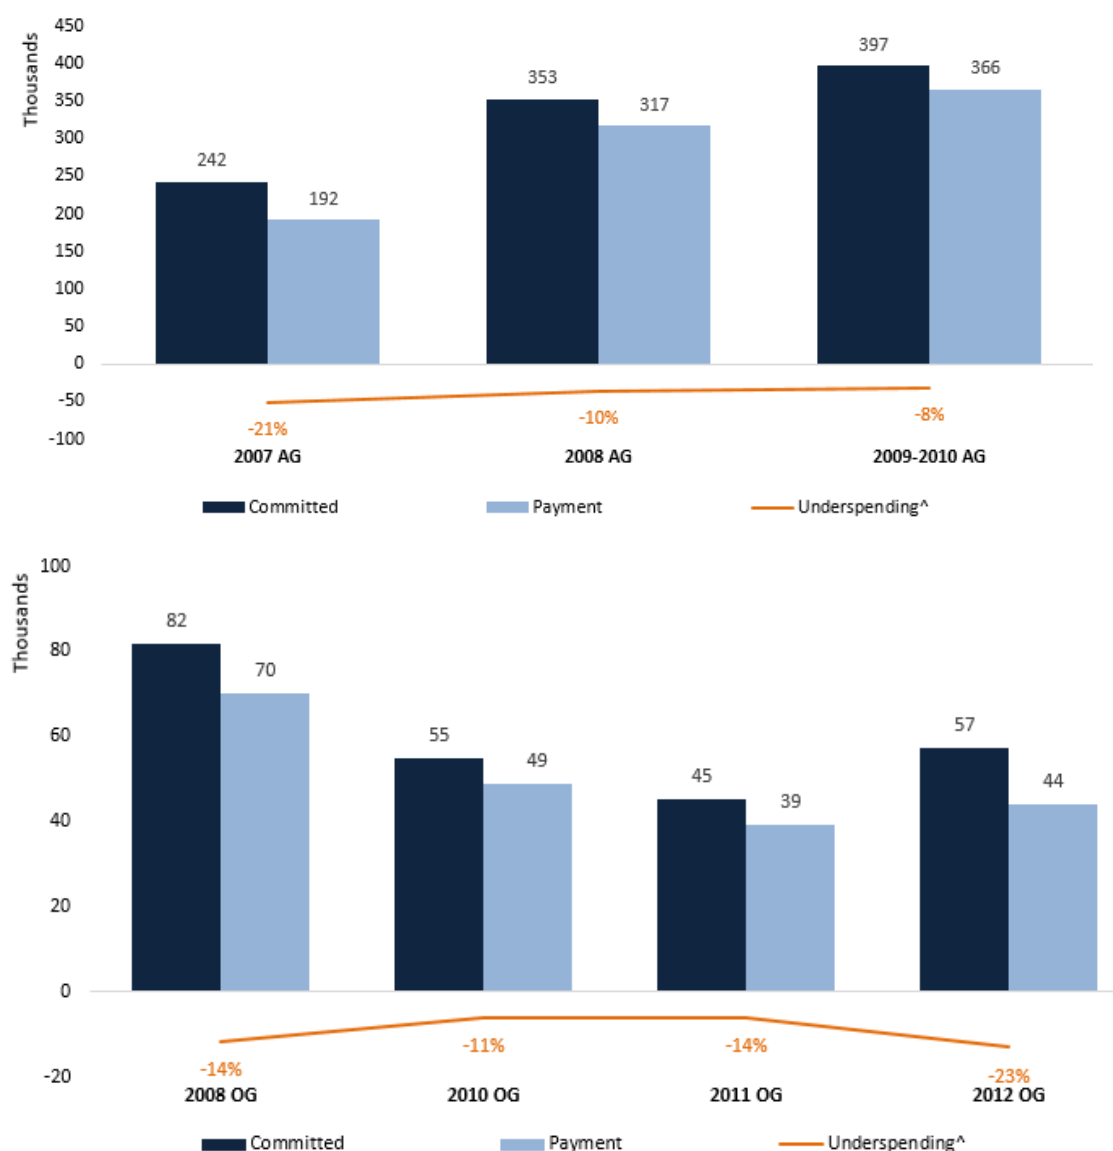 Thousands
450
400
350
300
250
200
150
100
50
0
-50
-100
242
192
353
317
397
366
-21%
-10%
-8%
2007 AG
2008 AG
2009-2010 AG
Committed
Payment
Underspending^
Thousands
100
80
60
40
20
0
-20
82
70
55
49
45
39
57
44
-14%
-11%
-14%
-23%
2008 OG
2010 OG
2011 OG
2012 OG
Committed
Payment
Underspending^